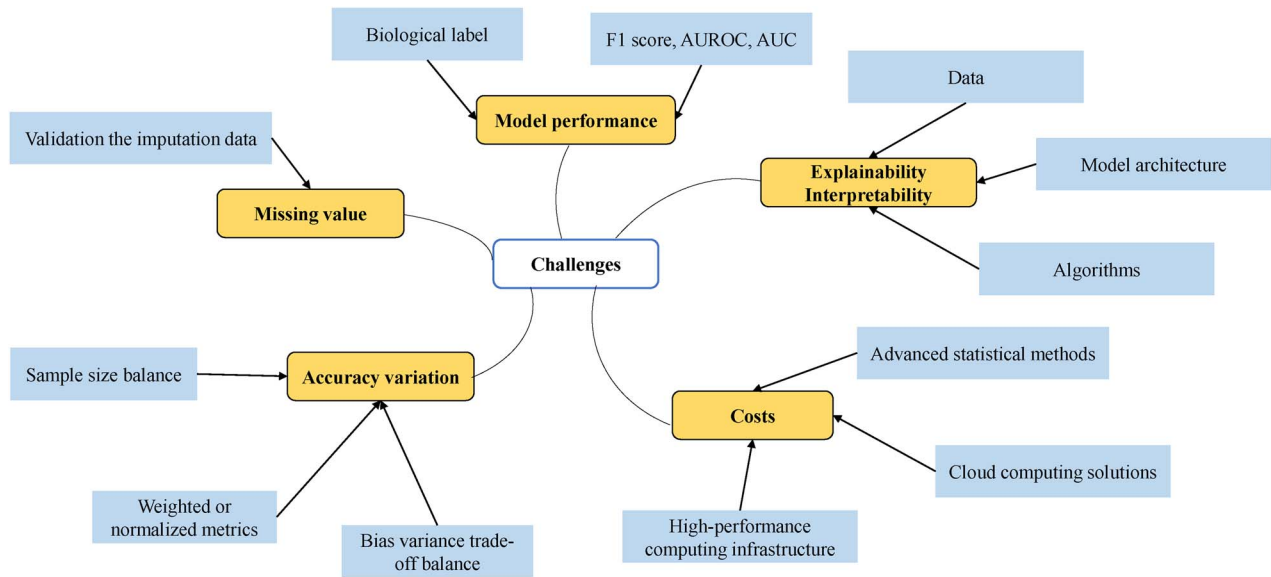 Biological label
F1 score, AUROC, AUC
Data
Model performance
Validation the imputation data
Model architecture
Explainability
Interpretability
Missing value
Challenges
Algorithms
Advanced statistical methods
Sample size balance
Accuracy variation
Costs
Cloud computing solutions
Weighted or
normalized metrics
High-performance
computing infrastructure
Bias variance trade-
off balance